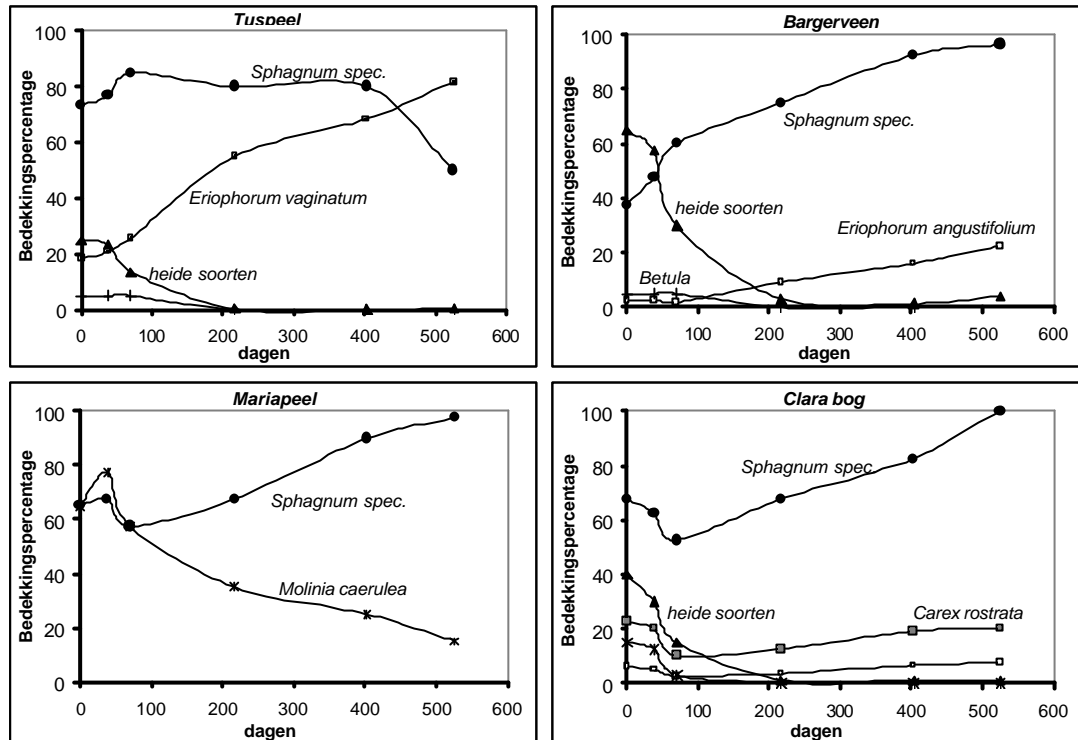 Tuspeel
100
80
60
40
20
0
Bedekkingspercentage
Sphagnum spec.
Eriophorum vaginatum
heide soorten
0 100 200 300 400 500 600
dagen
Bargerveen
100
80
60
40
20
0
Bedekkingspercentage
Sphagnum spec.
heide soorten
Eriophorum angustifolium
Betula
0 100 200 300 400 500 600
dagen
Mariapeel
100
80
60
40
20
0
Bedekkingspercentage
Sphagnum spec.
Molinia caerulea
0 100 200 300 400 500 600
dagen
Clara bog
100
80
60
40
20
0
Bedekkingspercentage
Sphagnum spec
heide soorten
Carex rostrata
0 100 200 300 400 500 600
dagen